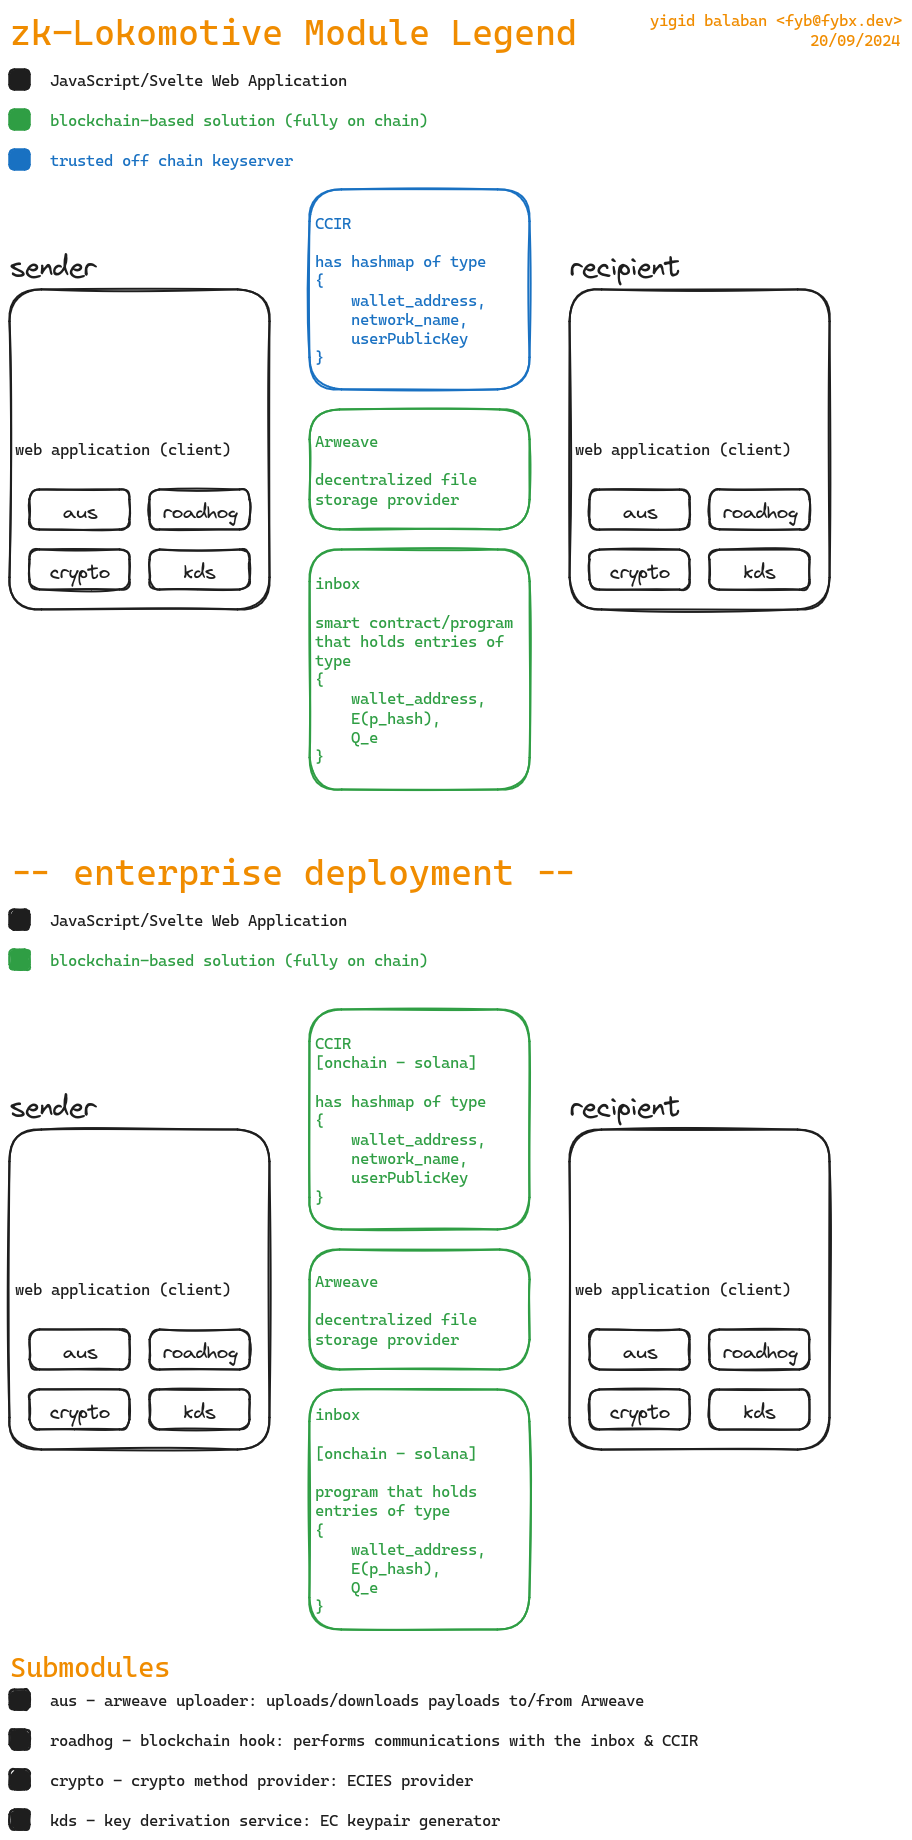 zk-Lokomotive Module Legend
yigid balaban <fyb@fybx.dev>
20/09/2024
JavaScript/Svelte Web Application
blockchain-based solution (fully on chain)
trusted off chain keyserver
sender
web application (client)
aus
roadhog
crypto
kds
CCIR
has hashmap of type
{
    wallet_address,
    network_name,
    userPublicKey
}
Arweave
decentralized file
storage provider
inbox
smart contract/program
that holds entries of
type
{
    wallet_address,
    E(p_hash),
    Q_e
}
recipient
web application (client)
aus
roadhog
crypto
kds
-- enterprise deployment --
JavaScript/Svelte Web Application
blockchain-based solution (fully on chain)
sender
web application (client)
aus
roadhog
crypto
kds
CCIR
[onchain - solana]
has hashmap of type
{
    wallet_address,
    network_name,
    userPublicKey
}
Arweave
decentralized file
storage provider
inbox
[onchain - solana]
program that holds
entries of type
{
    wallet_address,
    E(p_hash),
    Q_e
}
recipient
web application (client)
aus
roadhog
crypto
kds
Submodules
aus - arweave uploader: uploads/downloads payloads to/from Arweave
roadhog - blockchain hook: performs communications with the inbox & CCIR
crypto - crypto method provider: ECIES provider
kds - key derivation service: EC keypair generator